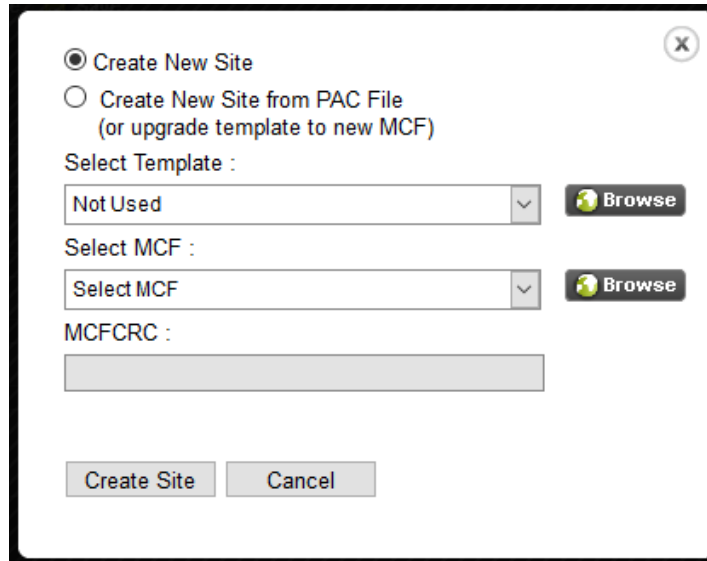 x
Create New Site
Create New Site from PAC File
(or upgrade template to new MCF)
Select Template :
Not Used
Browse
Select MCF :
Select MCF
Browse
MCFCRC :
Create Site
Cancel